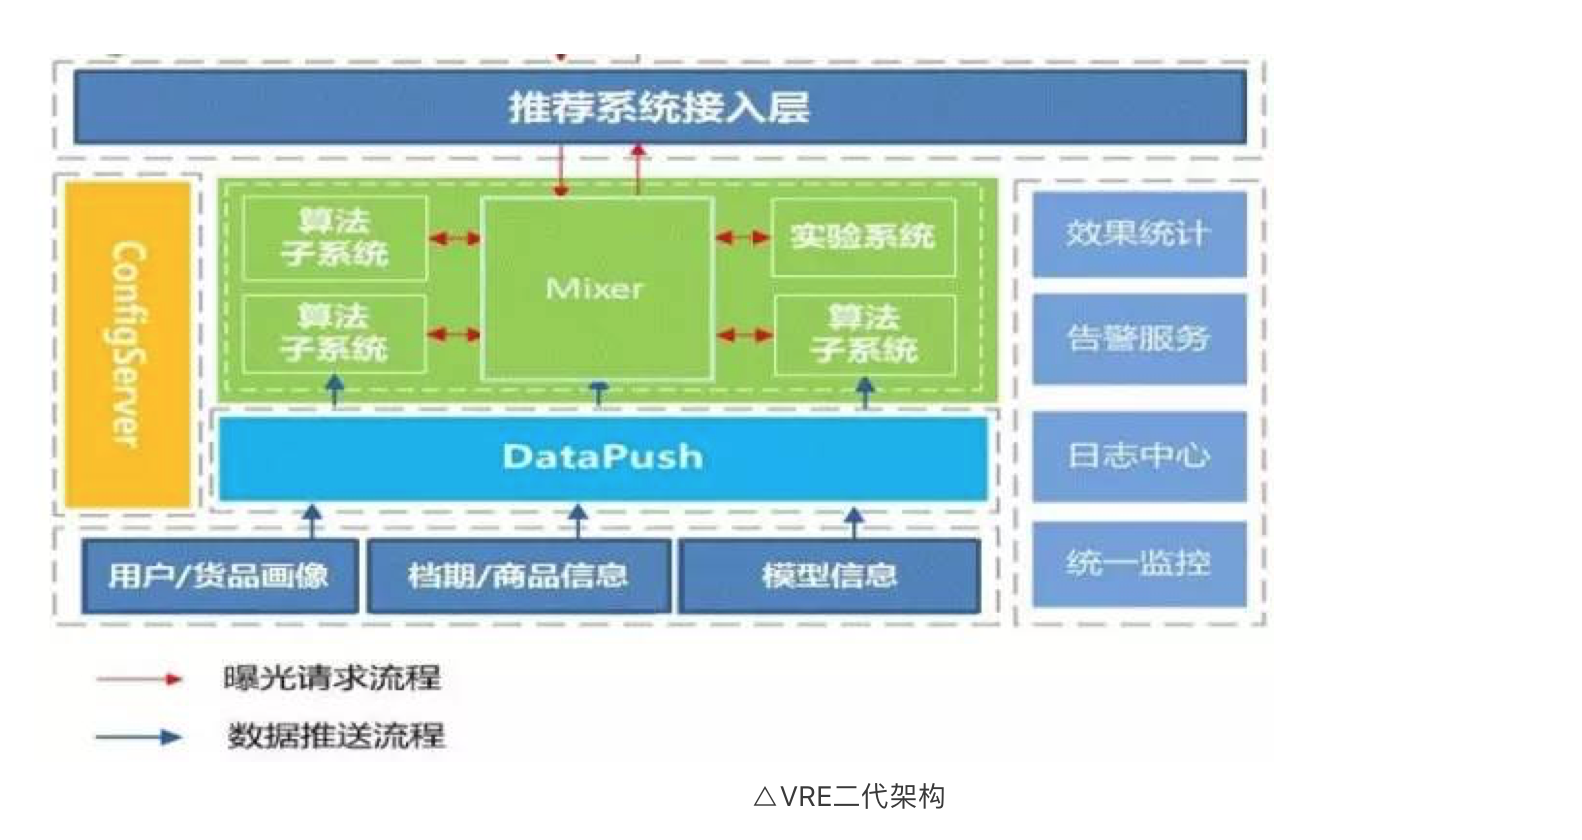 推荐系统接入层
ConfigServer
算法
子系统
算法
子系统
Mixer
实验系统
算法
子系统
效果统计
告警服务
日志中心
统一监控
DataPush
用户/货品画像
档期/商品信息
模型信息
曝光请求流程
数据推送流程
△VRE二代架构